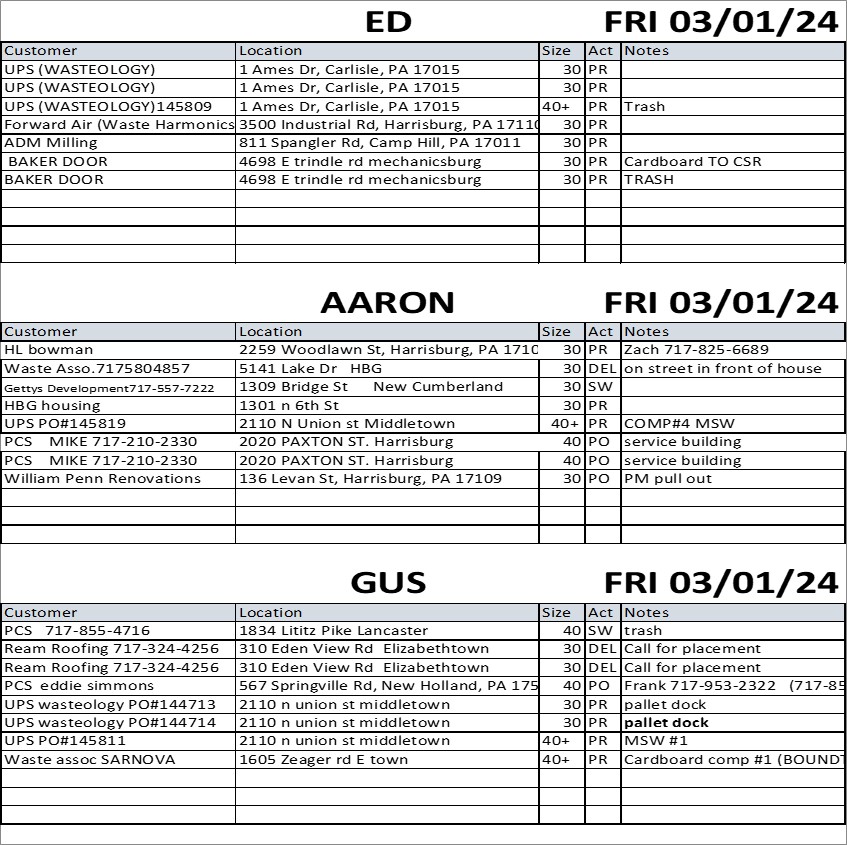 ED FRI 03/01/24
Customer Location Size Act Notes
UPS (WASTEOLOGY) 1 Ames Dr, Carlisle, PA 17015 30 PR
UPS (WASTEOLOGY) 1 Ames Dr, Carlisle, PA 17015 30 PR
UPS (WASTEOLOGY)145809 1 Ames Dr, Carlisle, PA 17015 40+ PR Trash
Forward Air (Waste Harmonics 3500 Industrial Rd, Harrisburg, PA 17110 30 PR
ADM Milling 811 Spangler Rd, Camp Hill, PA 17011 30 PR
BAKER DOOR 4698 E trindle rd mechanicsburg 30 PR Cardboard TO CSR
BAKER DOOR 4698 E trindle rd mechanicsburg 30 PR TRASH
AARON FRI 03/01/24
Customer Location Size Act Notes
HL bowman 2259 Woodlawn St, Harrisburg, PA 1710 30 PR Zach 717-825-6689
Waste Asso.7175804857 5141 Lake Dr HBG 30 DEL on street in front of house
Gettys Development717-557-7222 1309 Bridge St New Cumberland 30 SW
HBG housing 1301 n 6th St 30 PR
UPS PO#145819 2110 N Union st Middletown 40+ PR COMP#4 MSW
PCS MIKE 717-210-2330 2020 PAXTON ST. Harrisburg 40 PO service building
PCS MIKE 717-210-2330 2020 PAXTON ST. Harrisburg 40 PO service building
William Penn Renovations 136 Levan St, Harrisburg, PA 17109 30 PO PM pull out
GUS FRI 03/01/24
Customer Location Size Act Notes
PCS 717-855-4716 1834 Lititz Pike Lancaster 40 SW trash
Ream Roofing 717-324-4256 310 Eden View Rd Elizabethtown 30 DEL Call for placement
Ream Roofing 717-324-4256 310 Eden View Rd Elizabethtown 30 DEL Call for placement
PCS eddie simmons 567 Springville Rd, New Holland, PA 175 40 PO Frank 717-953-2322 (717-85
UPS wasteology PO#144713 2110 n union st middletown 30 PR pallet dock
UPS wasteology PO#144714 2110 n union st middletown 30 PR pallet dock
UPS PO#145811 2110 n union st middletown 40+ PR MSW #1
Waste assoc SARNOVA 1605 Zeager rd E town 40+ PR Cardboard comp #1 (BOUND